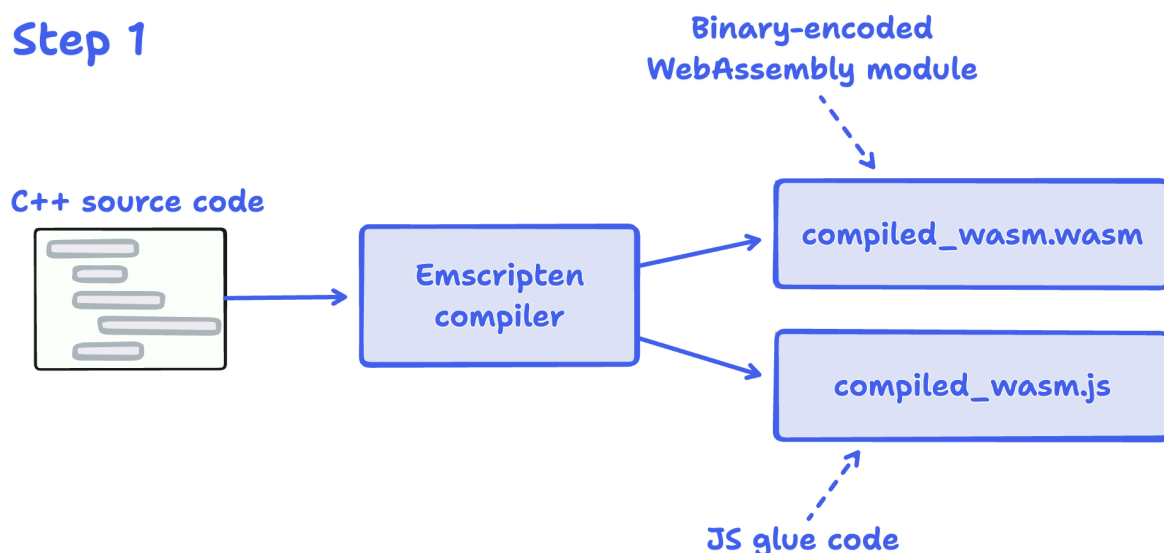 Step 1
Binary-encoded
WebAssembly module
C++ source code
Emscripten
compiler
compiled_wasm.wasm
compiled_wasm.js
JS glue code